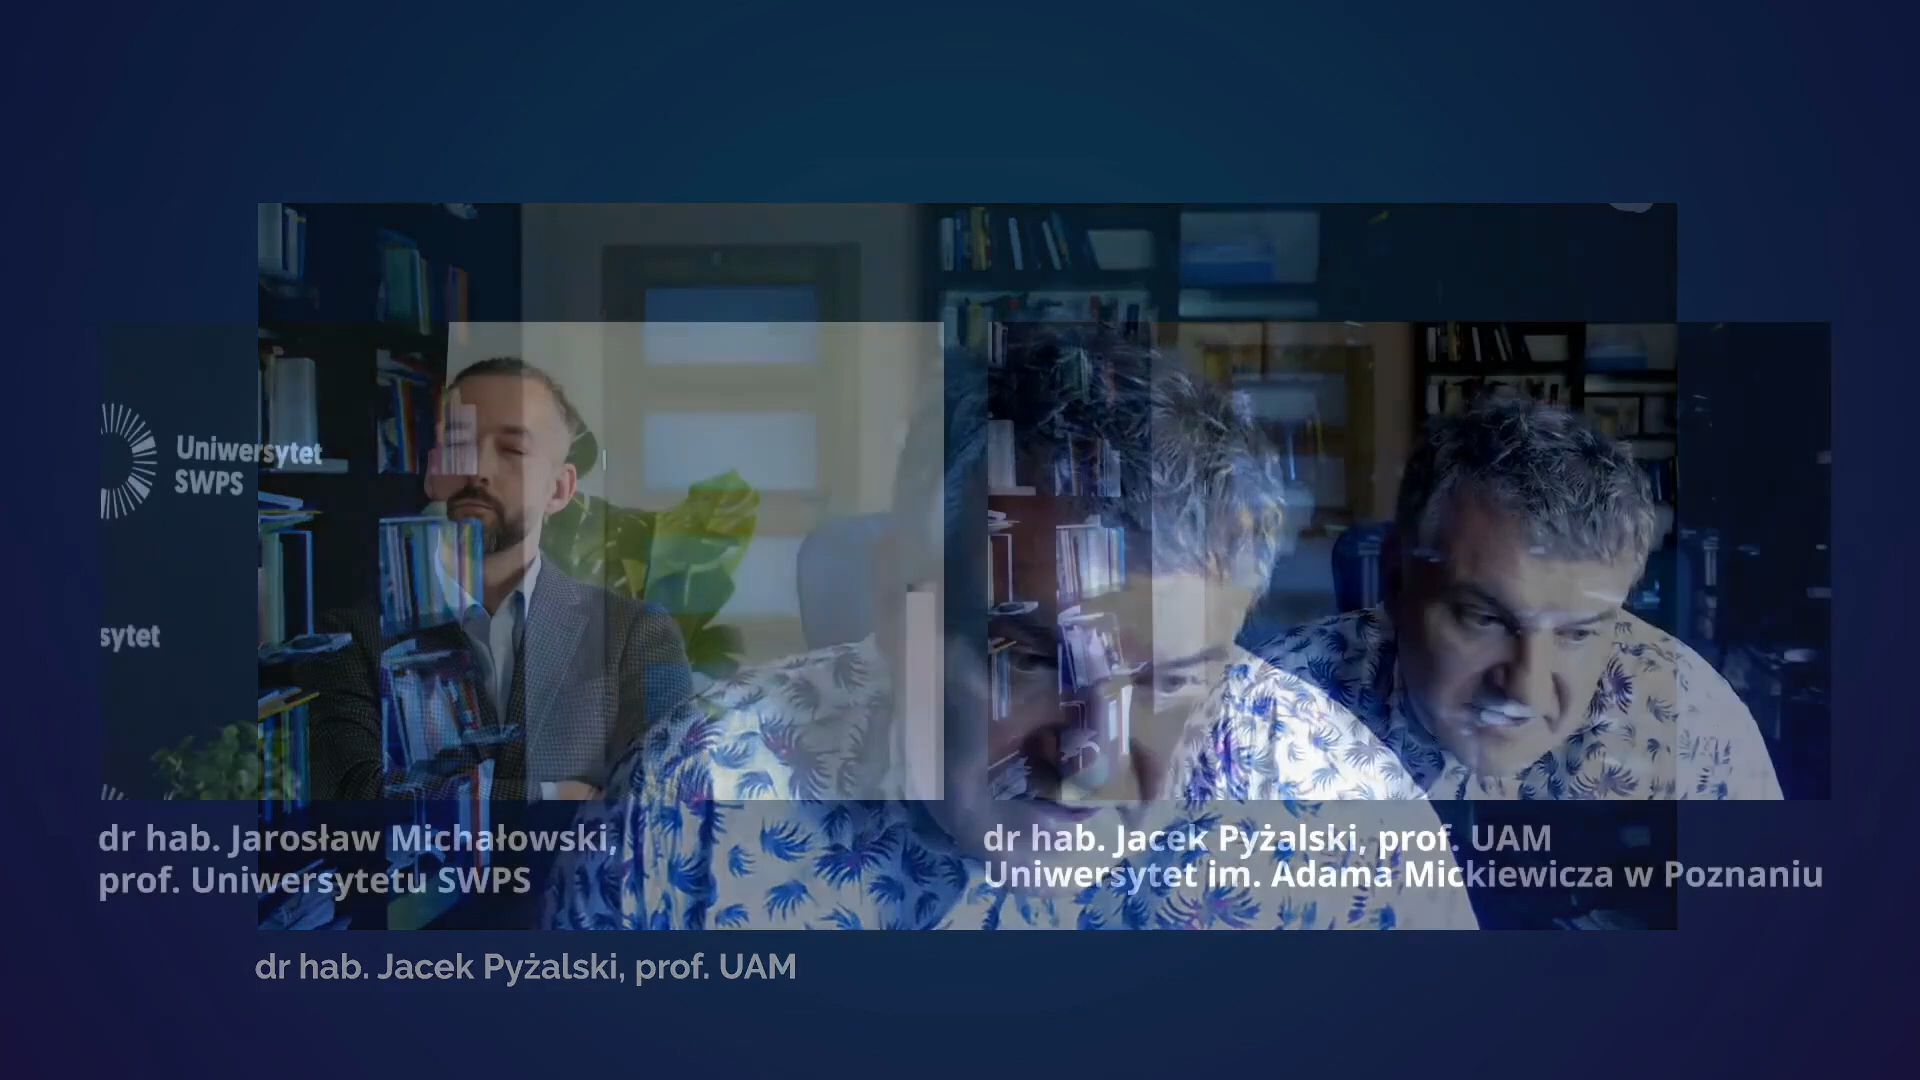 Uniwersytet
SWPS
sytet
dr hab. Jarosław Michałowski,
prof. Uniwersytetu SWPS
dr hab. Jacek Pyżalski, prof. UAM
Uniwersytet im. Adama Mickiewicza w Poznaniu
dr hab. Jacek Pyżalski, prof. UAM